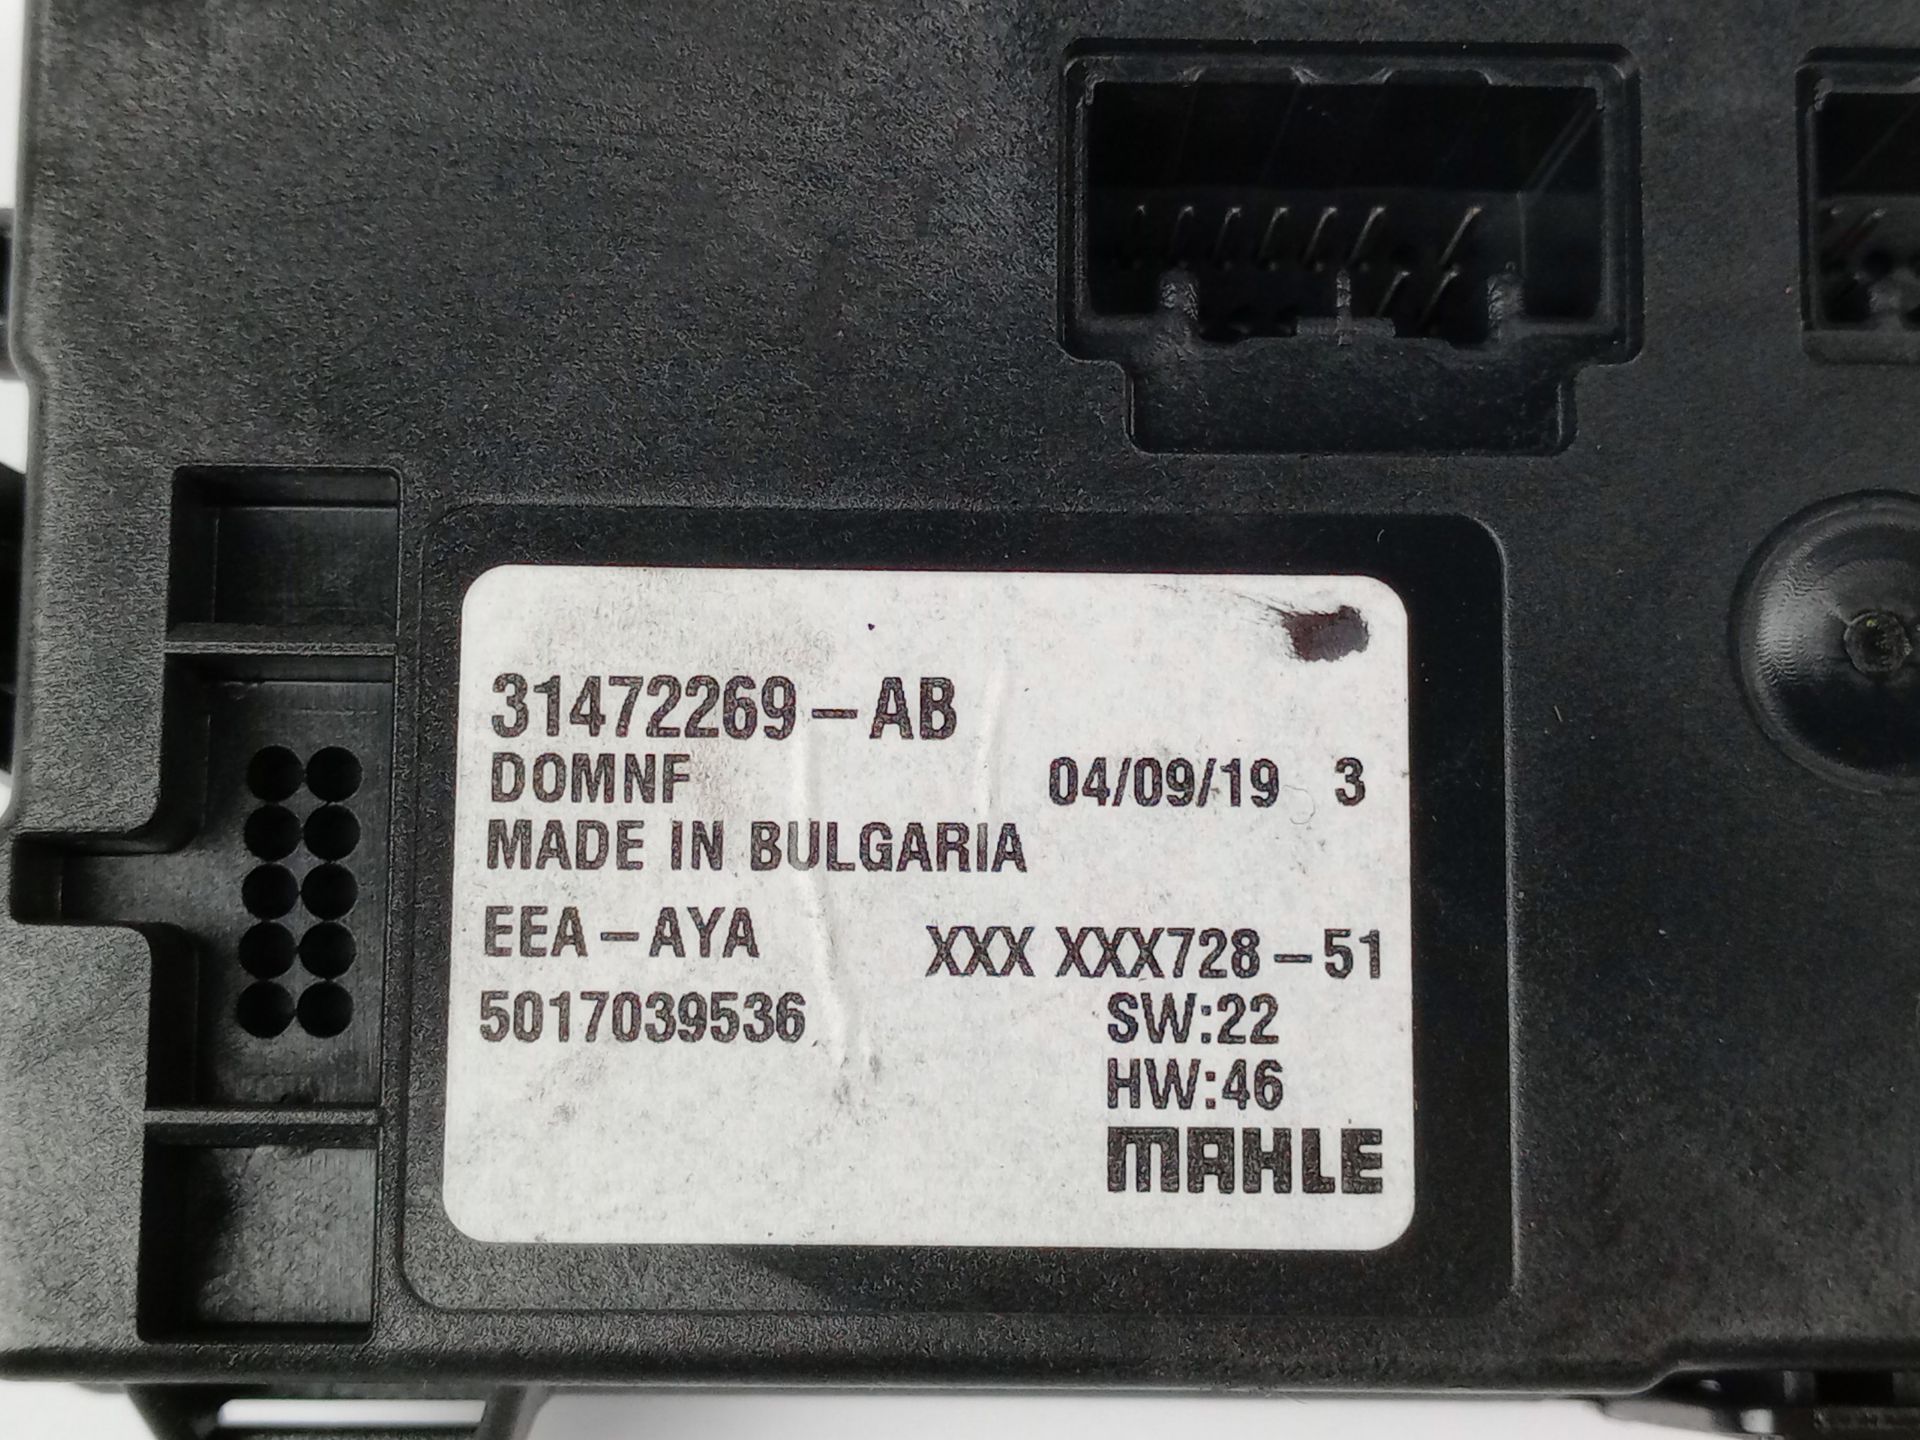 31472269-AB
DOMNF 04/09/19 3
MADE IN BULGARIA
EEA-AYA XXX XXX728-51
5017039536 SW:22
HW:46
MAHLE